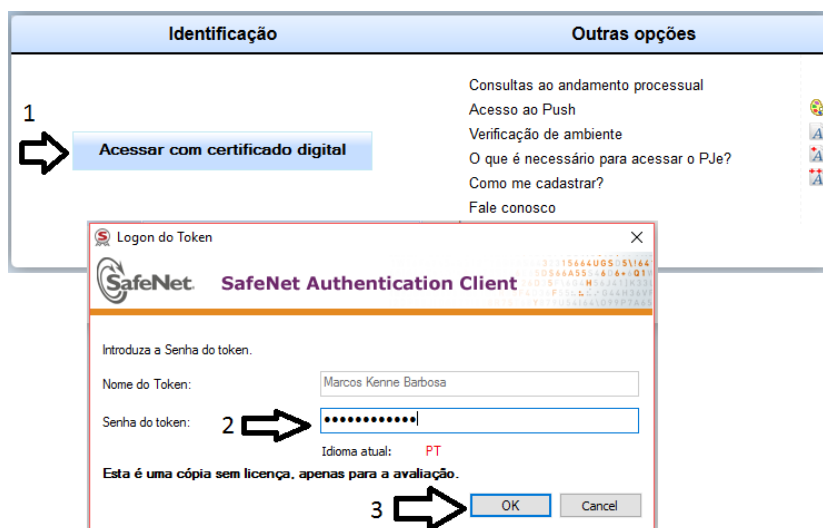 Identificação
Outras opções
1
Acessar com certificado digital
Consultas ao andamento processual
Acesso ao Push
Verificação de ambiente
O que é necessário para acessar o PJe?
Como me cadastrar?
Fale conosco
A
A
A
Logon do Token
SafeNet.
SafeNet Authentication Client
Introduza a Senha do token.
Nome do Token:
Marcos Kenne Barbosa
Senha do token:
2
••••••••••••
Idioma atual:
PT
Esta é uma cópia sem licença, apenas para a avaliação.
3
OK
Cancel